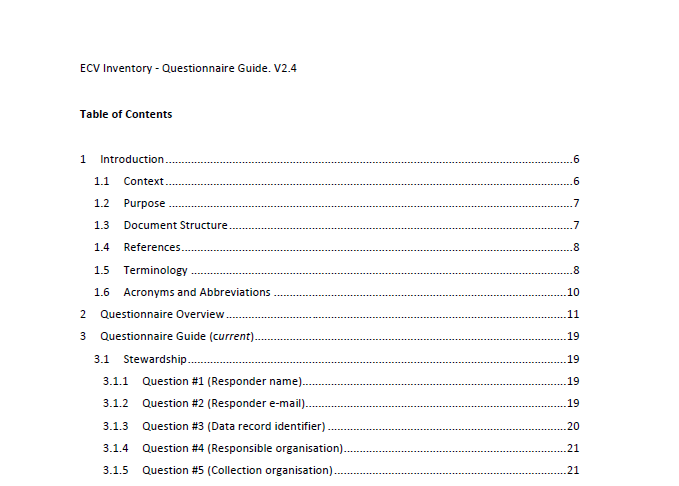 ECV Inventory - Questionnaire Guide. V2.4
Table of Contents
1 Introduction 6
1.1 Context 6
1.2 Purpose 7
1.3 Document Structure 7
1.4 References 8
1.5 Terminology 8
1.6 Acronyms and Abbreviations 10
2 Questionnaire Overview 11
3 Questionnaire Guide (current) 19
3.1 Stewardship 19
3.1.1 Question #1 (Responder name) 19
3.1.2 Question #2 (Responder e-mail) 19
3.1.3 Question #3 (Data record identifier) 20
3.1.4 Question #4 (Responsible organisation) 21
3.1.5 Question #5 (Collection organisation) 21